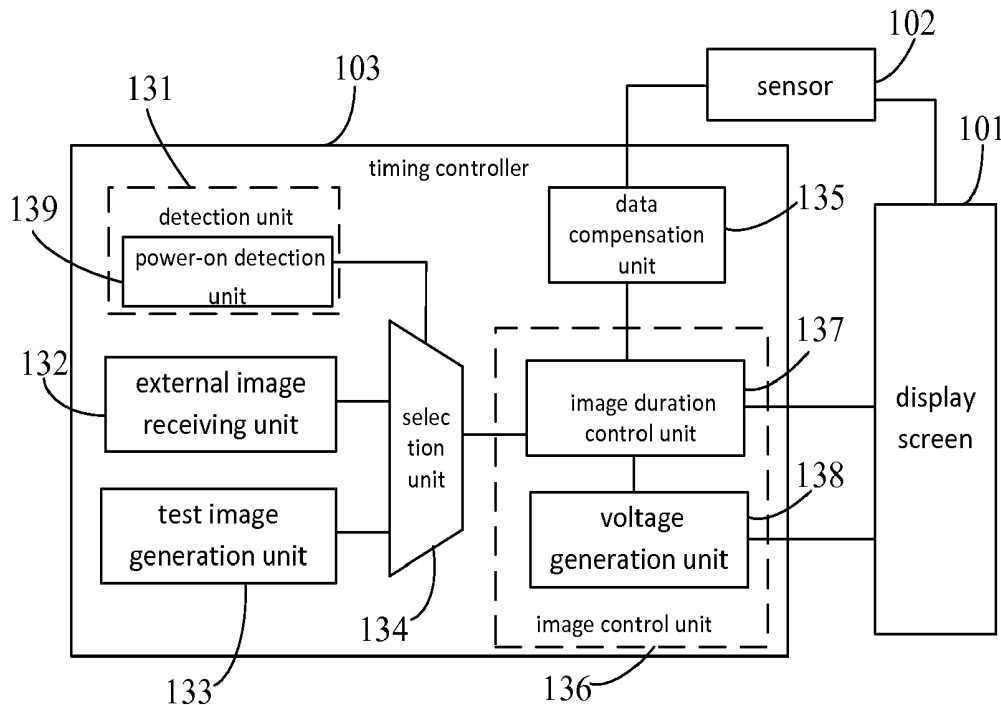 102
103
sensor
131
101
timing controller
detection unit
data
compensation
unit
135
139
power-on detection
unit
137
132
external image
receiving unit
selec
tion
unit
image duration
control unit
display
screen
138
test image
generation unit
voltage
generation unit
134
image control unit
133
136